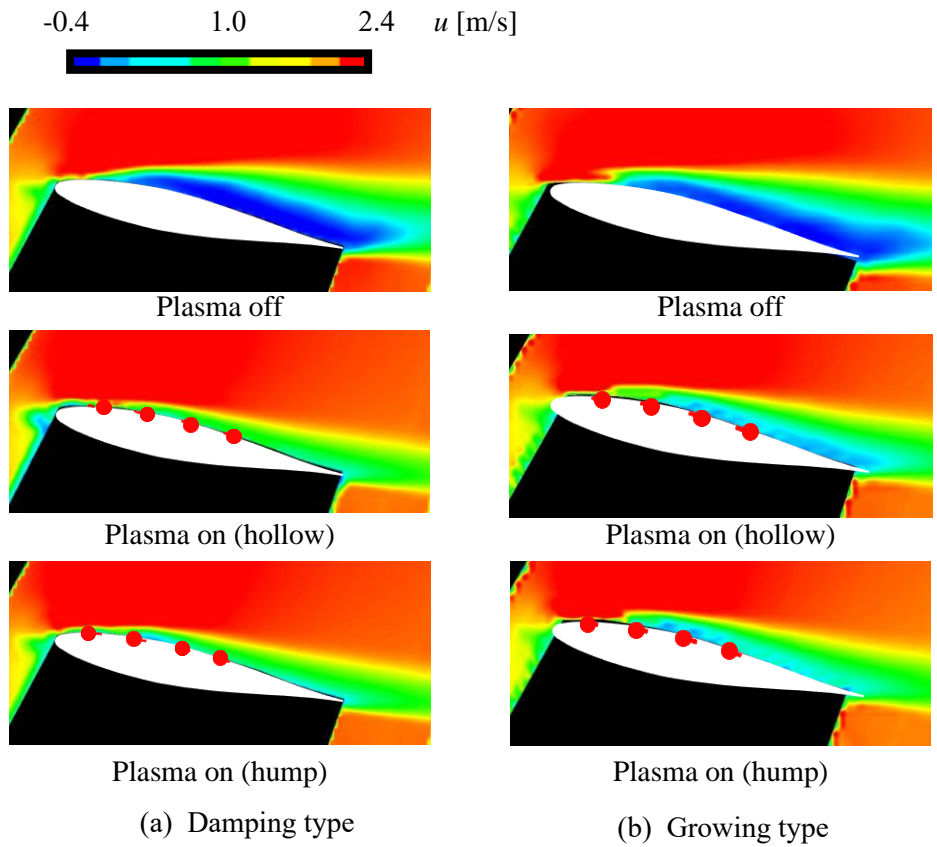 -0.4 1.0 2.4 u [m/s]
Plasma off Plasma off
Plasma on (hollow) Plasma on (hollow)
Plasma on (hump) Plasma on (hump)
(a) Damping type (b) Growing type